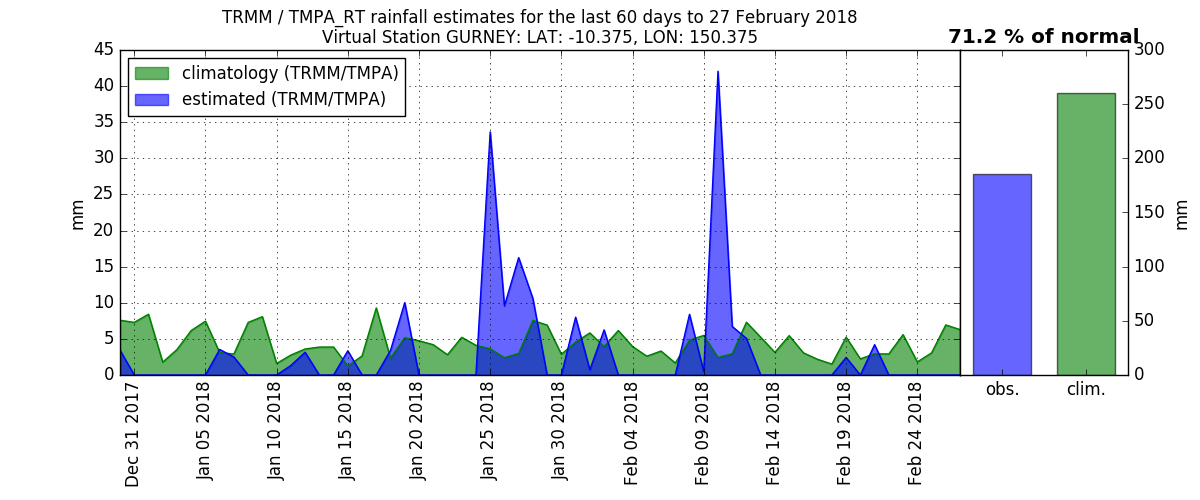 TRMM / TMPA_RT rainfall estimates for the last 60 days to 27 February 2018
Virtual Station GURNEY: LAT: -10.375, LON: 150.375
71.2 % of normal
climatology (TRMM/TMPA)
estimated (TRMM/TMPA)
45
40
35
30
25
20
15
10
5
0
mm
Dec 31 2017
Jan 05 2018
Jan 10 2018
Jan 15 2018
Jan 20 2018
Jan 25 2018
Jan 30 2018
Feb 04 2018
Feb 09 2018
Feb 14 2018
Feb 19 2018
Feb 24 2018
obs.
clim.
300
250
200
150
100
50
0
mm